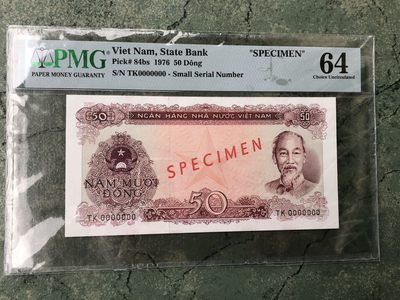 PMG
PAPER MONEY GUARANTY
Viet Nam, State Bank
Pick# 84bs 1976 50 Dông
S/N TK0000000 - Small Serial Number
"SPECIMEN"
64
Choice Uncirculated
50
NGÂN HÀNG NHÀ NƯỚC VIỆT NAM
50
SPECIMEN
NĂM MƯƠI
ĐỒNG
TK 0000000
50
TK 0000000